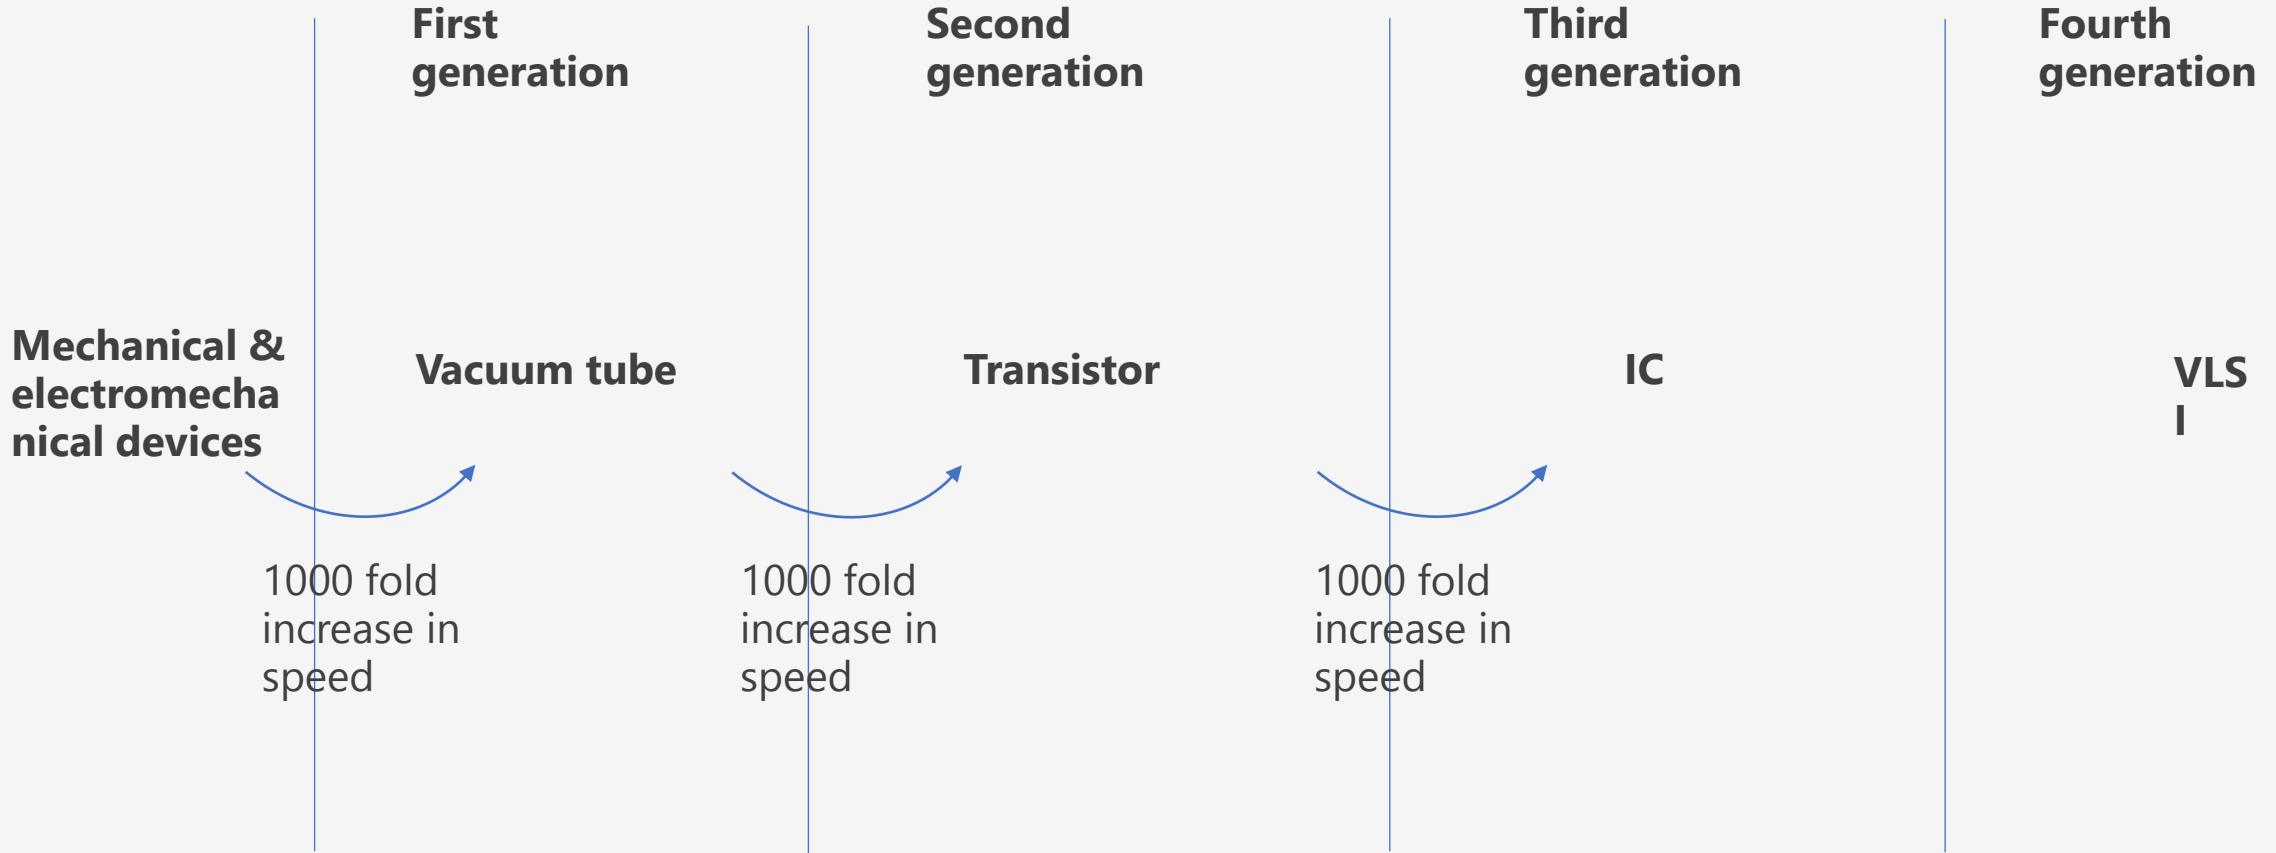 First
generation
Second
generation
Third
generation
Fourth
generation
Mechanical &
electromecha
nical devices
Vacuum tube
Transistor
IC
VLS
I
1000 fold
increase in
speed
1000 fold
increase in
speed
1000 fold
increase in
speed